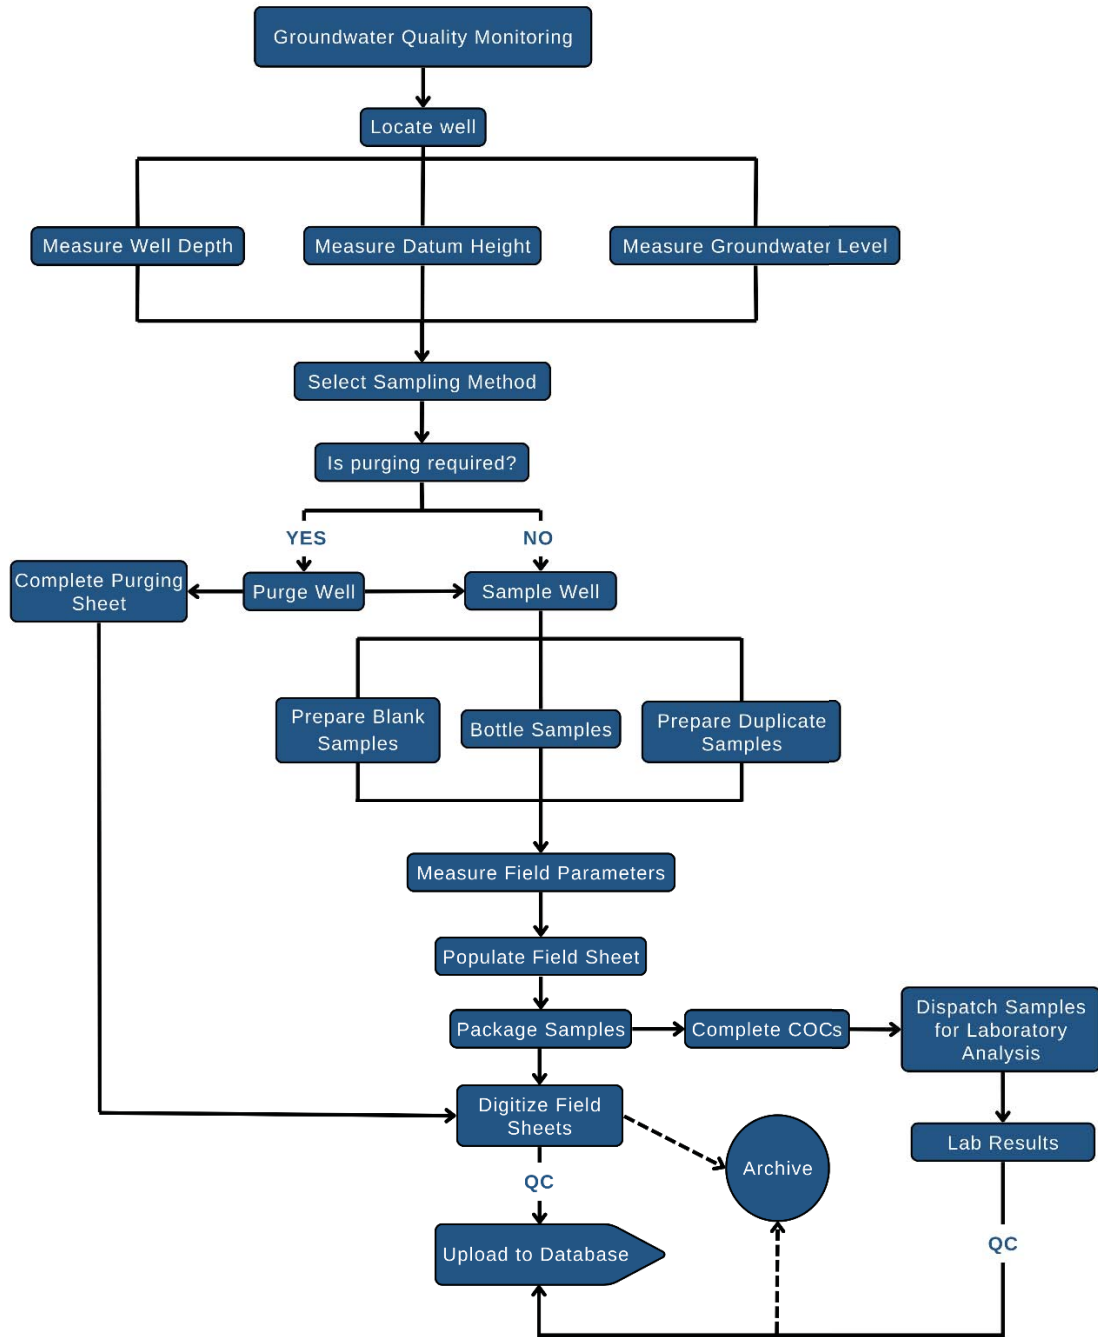 Groundwater Quality Monitoring
Locate well
Measure Well Depth
Measure Datum Height
Measure Groundwater Level
Select Sampling Method
Is purging required?
YES
NO
Complete Purging
Sheet
Purge Well
Sample Well
Prepare Blank
Samples
Bottle Samples
Prepare Duplicate
Samples
Measure Field Parameters
Populate Field Sheet
Package Samples
Complete COCs
Dispatch Samples
for Laboratory
Analysis
Digitize Field
Sheets
Archive
Lab Results
QC
QC
Upload to Database